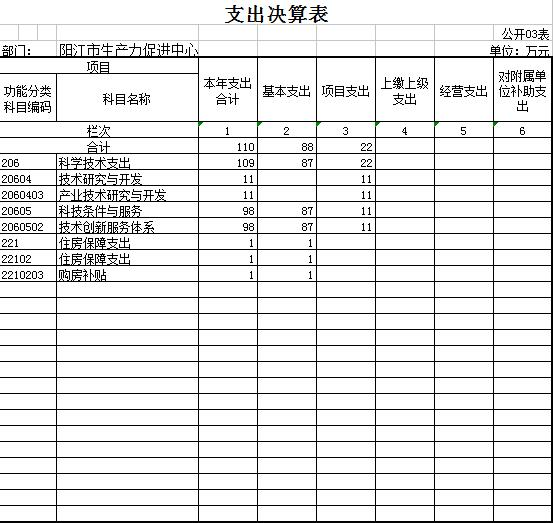 支出决算表
公开03表
部门： 阳江市生产力促进中心 单位：万元
项目 本年支出合计 基本支出 项目支出 上缴上级支出 经营支出 对附属单位补助支出
功能分类科目编码 科目名称
栏次 1 2 3 4 5 6
合计 110 88 22
206 科学技术支出 109 87 22
20604 技术研究与开发 11 11
2060403 产业技术研究与开发 11 11
20605 科技条件与服务 98 87 11
2060502 技术创新服务体系 98 87 11
221 住房保障支出 1 1
22102 住房保障支出 1 1
2210203 购房补贴 1 1